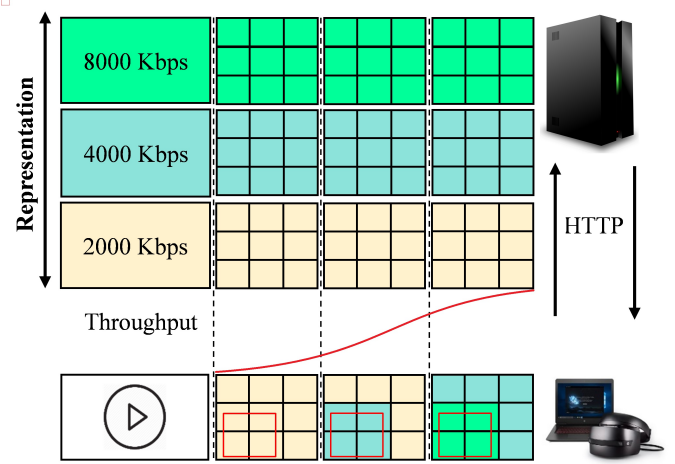 Representation
8000 Kbps
4000 Kbps
2000 Kbps
HTTP
Throughput